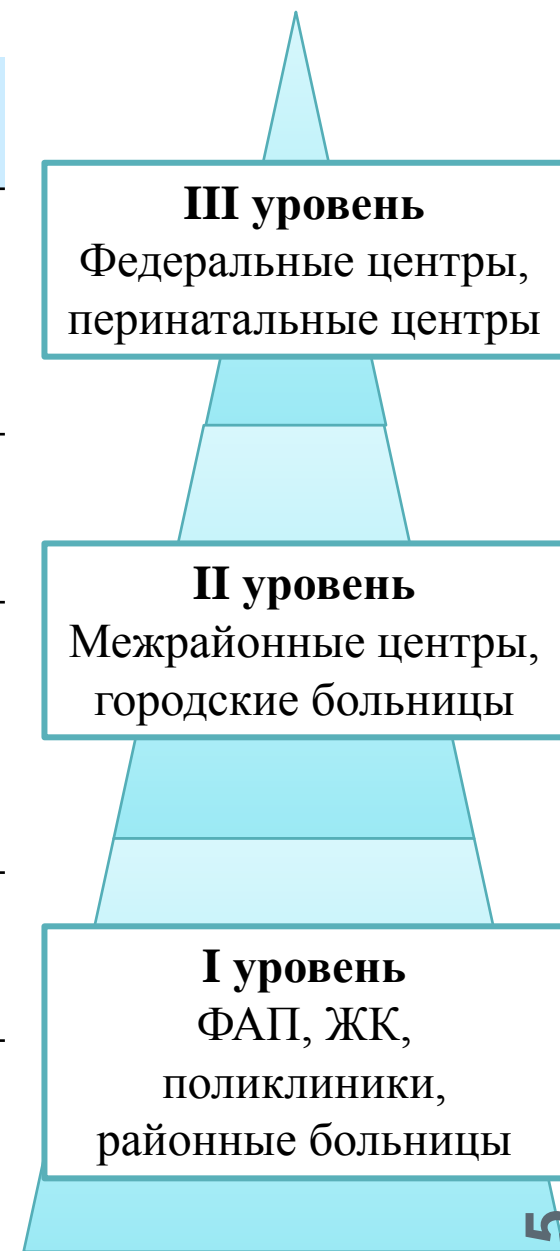 III уровень
Федеральные центры,
перинатальные центры
II уровень
Межрайонные центры,
городские больницы
I уровень
ФАП, ЖК,
поликлиники,
районные больницы
5